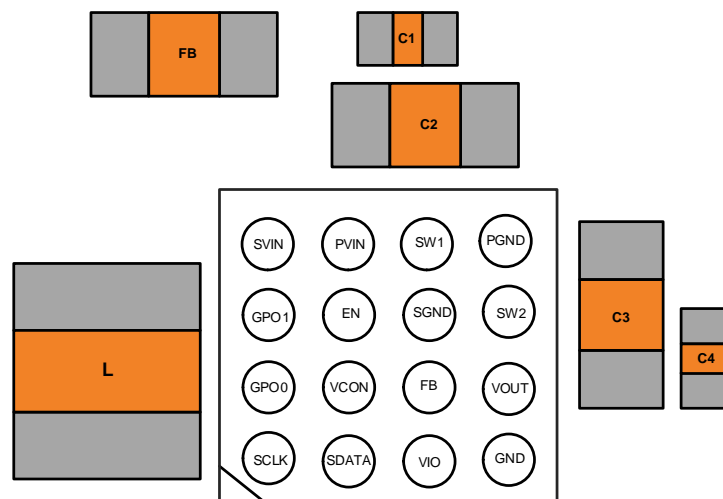 FB
C1
C2
SVIN PVIN SW1 PGND
GPO1 EN SGND SW2
C3
C4
L
GPO0 VCON FB VOUT
SCLK SDATA VIO GND